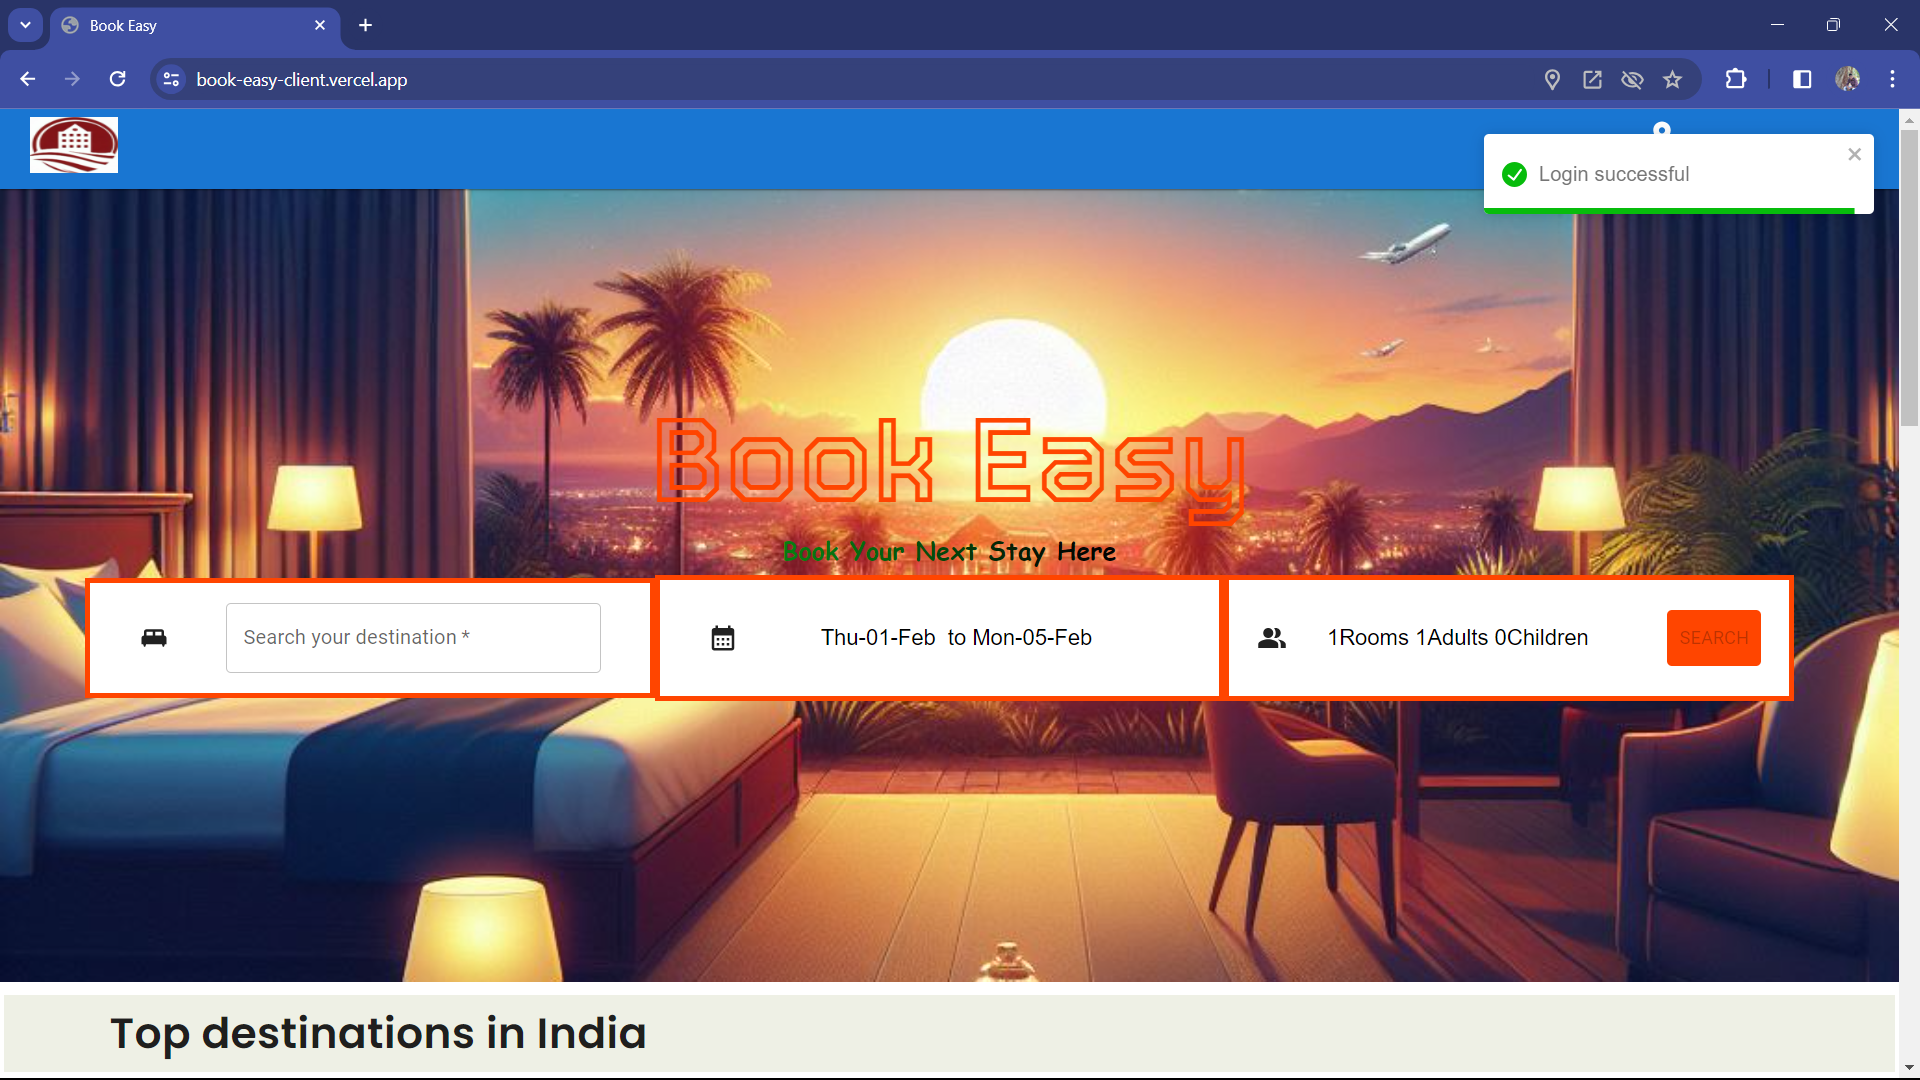 Book Easy
book-easy-client.vercel.app
Login successful
Book Easy
Book Your Next Stay Here
Search your destination *
Thu-01-Feb to Mon-05-Feb
1Rooms 1Adults 0Children
SEARCH
Top destinations in India